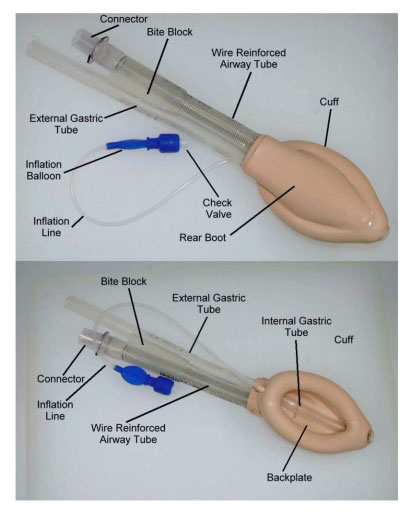 Connector
Bite Block
Wire Reinforced
Airway Tube
Cuff
External Gastric
Tube
Inflation
Balloon
Check
Valve
Inflation
Line
Rear Boot
Bite Block
External Gastric
Tube
Internal Gastric
Tube
Cuff
Connector
Inflation
Line
Wire Reinforced
Airway Tube
Backplate